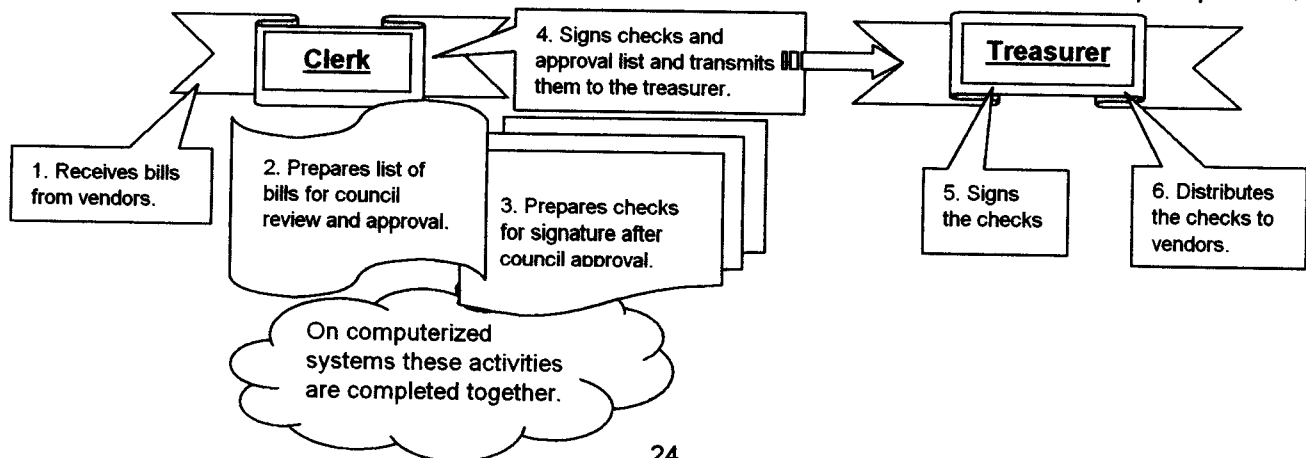 Clerk
1. Receives bills
from vendors.
2. Prepares list of
bills for council
review and approval.
3. Prepares checks
for signature after
council approval.
4. Signs checks and
approval list and transmits
them to the treasurer.
Treasurer
5. Signs
the checks
6. Distributes
the checks to
vendors.
On computerized
systems these activities
are completed together.
24